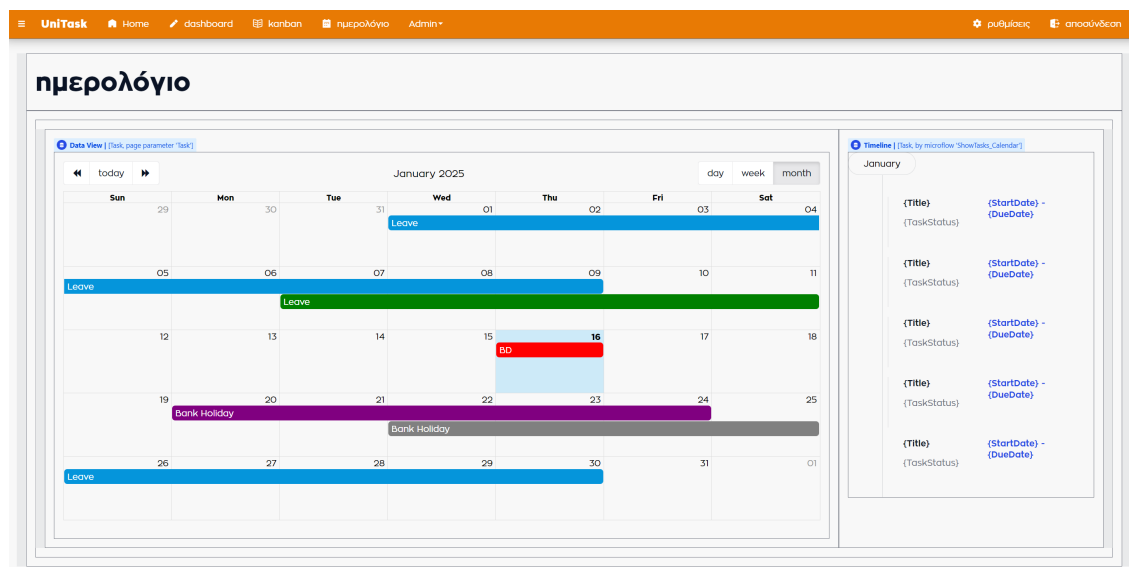 UniTask Home dashboard kanban ημερολόγιο Admin ρυθμίσεις αποσύνδεση
ημερολόγιο
Data View | [Task, page parameter 'Task']
today January 2025 day week month
Sun Mon Tue Wed Thu Fri Sat
29 30 31 01 02 03 04
Leave
05 06 07 08 09 10 11
Leave
Leave
12 13 14 15 16 17 18
BD
19 20 21 22 23 24 25
Bank Holiday
Bank Holiday
26 27 28 29 30 31 01
Leave
Timeline | [Task, by microflow 'ShowTasks_Calendar']
January
{Title} {StartDate} -
{DueDate}
{TaskStatus}
{Title} {StartDate} -
{DueDate}
{TaskStatus}
{Title} {StartDate} -
{DueDate}
{TaskStatus}
{Title} {StartDate} -
{DueDate}
{TaskStatus}
{Title} {StartDate} -
{DueDate}
{TaskStatus}